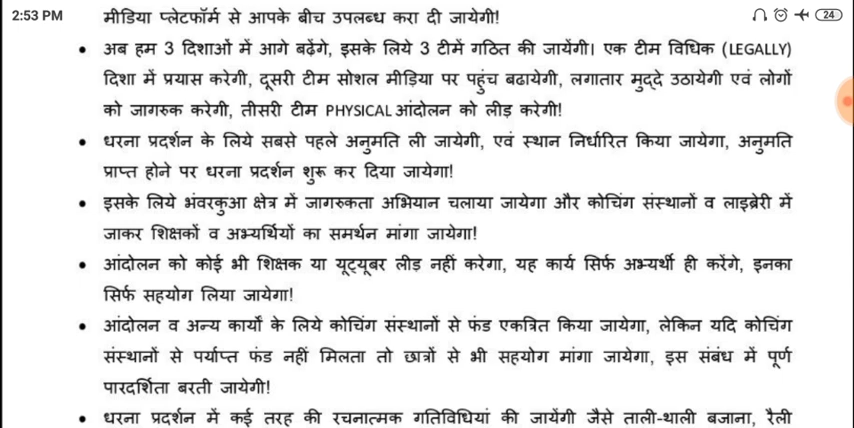 2:53 PM
24
मीडिया प्लेटफॉर्म से आपके बीच उपलब्ध करा दी जायेगी!
• अब हम 3 दिशाओं में आगे बढ़ेंगे, इसके लिये 3 टीमें गठित की जायेंगी। एक टीम विधिक (LEGALLY)
दिशा में प्रयास करेगी, दूसरी टीम सोशल मीडिया पर पहुंच बढायेगी, लगातार मुद्दे उठायेगी एवं लोगों
को जागरुक करेगी, तीसरी टीम PHYSICAL आंदोलन को लीड़ करेगी!
• धरना प्रदर्शन के लिये सबसे पहले अनुमति ली जायेगी, एवं स्थान निर्धारित किया जायेगा, अनुमति
प्राप्त होने पर धरना प्रदर्शन शुरू कर दिया जायेगा!
• इसके लिये भंवरकुआ क्षेत्र में जागरुकता अभियान चलाया जायेगा और कोचिंग संस्थानों व लाइब्रेरी में
जाकर शिक्षकों व अभ्यर्थियों का समर्थन मांगा जायेगा!
• आंदोलन को कोई भी शिक्षक या यूट्यूबर लीड़ नहीं करेगा, यह कार्य सिर्फ अभ्यर्थी ही करेंगे, इनका
सिर्फ सहयोग लिया जायेगा!
• आंदोलन व अन्य कार्यों के लिये कोचिंग संस्थानों से फंड एकत्रित किया जायेगा, लेकिन यदि कोचिंग
संस्थानों से पर्याप्त फंड नहीं मिलता तो छात्रों से भी सहयोग मांगा जायेगा, इस संबंध में पूर्ण
पारदर्शिता बरती जायेगी!
• धरना प्रदर्शन में कई तरह की रचनात्मक गतिविधियां की जायेंगी जैसे ताली-थाली बजाना, रैली